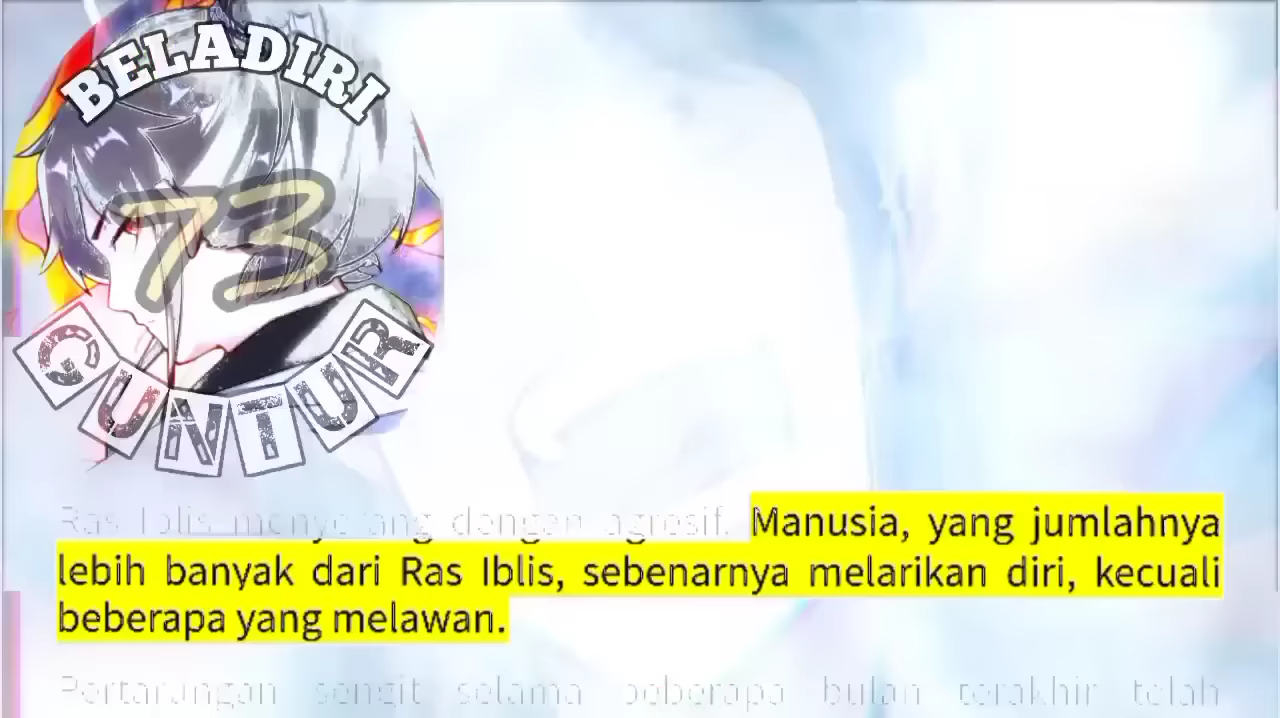 BELADIRI
73
GUNTUR
Ras Iblis menyerang dengan agresif. Manusia, yang jumlahnya
lebih banyak dari Ras Iblis, sebenarnya melarikan diri, kecuali
beberapa yang melawan.
Pertarungan sengit selama beberapa bulan terakhir telah